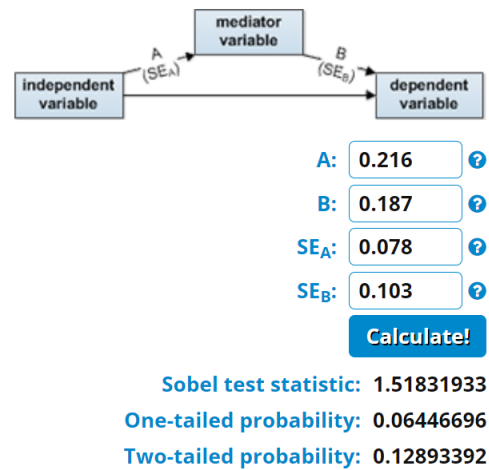 mediator
variable
A
(SEA)
B
(SEB)
independent
variable
dependent
variable
A: 0.216 ?
B: 0.187 ?
SEA: 0.078 ?
SEB: 0.103 ?
Calculate!
Sobel test statistic: 1.51831933
One-tailed probability: 0.06446696
Two-tailed probability: 0.12893392